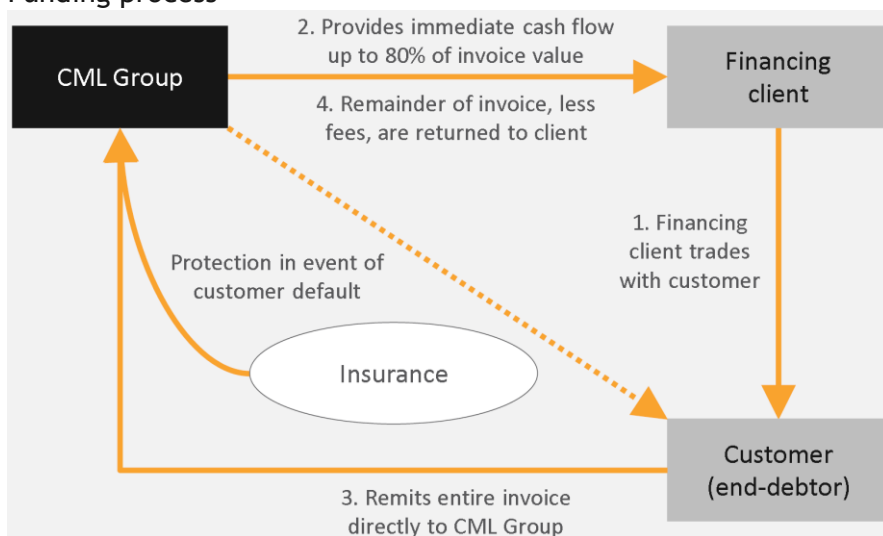 Funding process
2. Provides immediate cash flow
up to 80% of invoice value
CML Group
Financing
client
4. Remainder of invoice, less
fees, are returned to client
1. Financing
client trades
with customer
Protection in event of
customer default
Insurance
Customer
(end-debtor)
3. Remits entire invoice
directly to CML Group